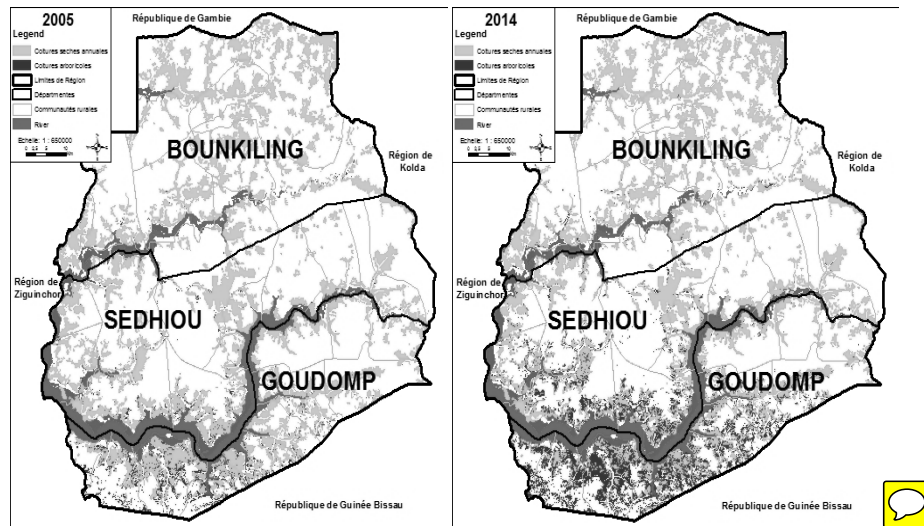 2005
Legend
Cotures seches annuales
Cotures arboricoles
Limites de Région
Départementes
Communautés rurales
River
Echelle: 1 : 650000
République de Gambie
BOUNKILING
Région de
Kolda
Région de
Ziguinchor
SEDHIOU
GOUDOMP
République de Guinée Bissau
2014
Legend
Cotures seches annuales
Cotures arboricoles
Limites de Région
Départementes
Communautés rurales
River
Echelle: 1 : 650000
République de Gambie
BOUNKILING
Région de
Kolda
Région de
Ziguinchor
SEDHIOU
GOUDOMP
République de Guinée Bissau